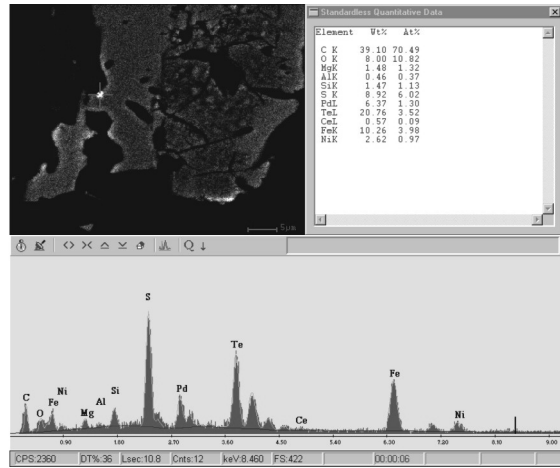 Standardless Quantitative Data
Element Wt% At%
C K 39.10 70.49
O K 8.00 10.82
MgK 1.48 1.32
AlK 0.46 0.37
SiK 1.47 1.13
S K 8.92 6.02
PdL 6.37 1.30
TeL 20.76 3.52
CeL 0.57 0.09
FeK 10.26 3.98
NiK 2.62 0.97
5µm
Q
S
Te
Fe
C
Ni
Fe
O
Mg
Al
Si
Pd
Ce
Ni
0.90 1.80 2.70 3.60 4.50 5.40 6.30 7.20 8.10 9.00
CPS:2360 DT%:36 Lsec:10.8 Cnts:12 keV:8.460 FS:422 00:00:06